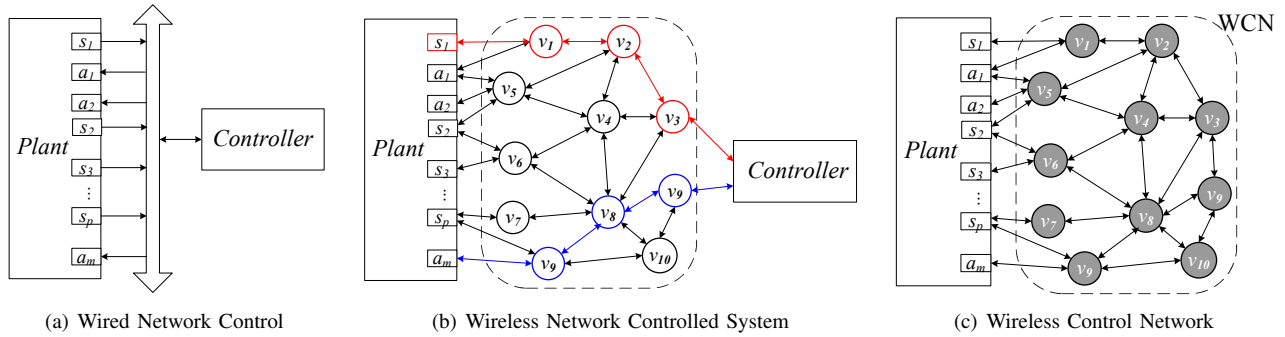 s1
a1
a2
s2
Plant
s3
⋮
sp
am
Controller
(a) Wired Network Control
s1
a1
a2
s2
Plant
s3
⋮
sp
am
v1
v2
v5
v4
v3
v6
v9
v7
v8
v9
v10
Controller
(b) Wireless Network Controlled System
WCN
s1
a1
a2
s2
Plant
s3
⋮
sp
am
v1
v2
v5
v4
v3
v6
v9
v7
v8
v9
v10
(c) Wireless Control Network